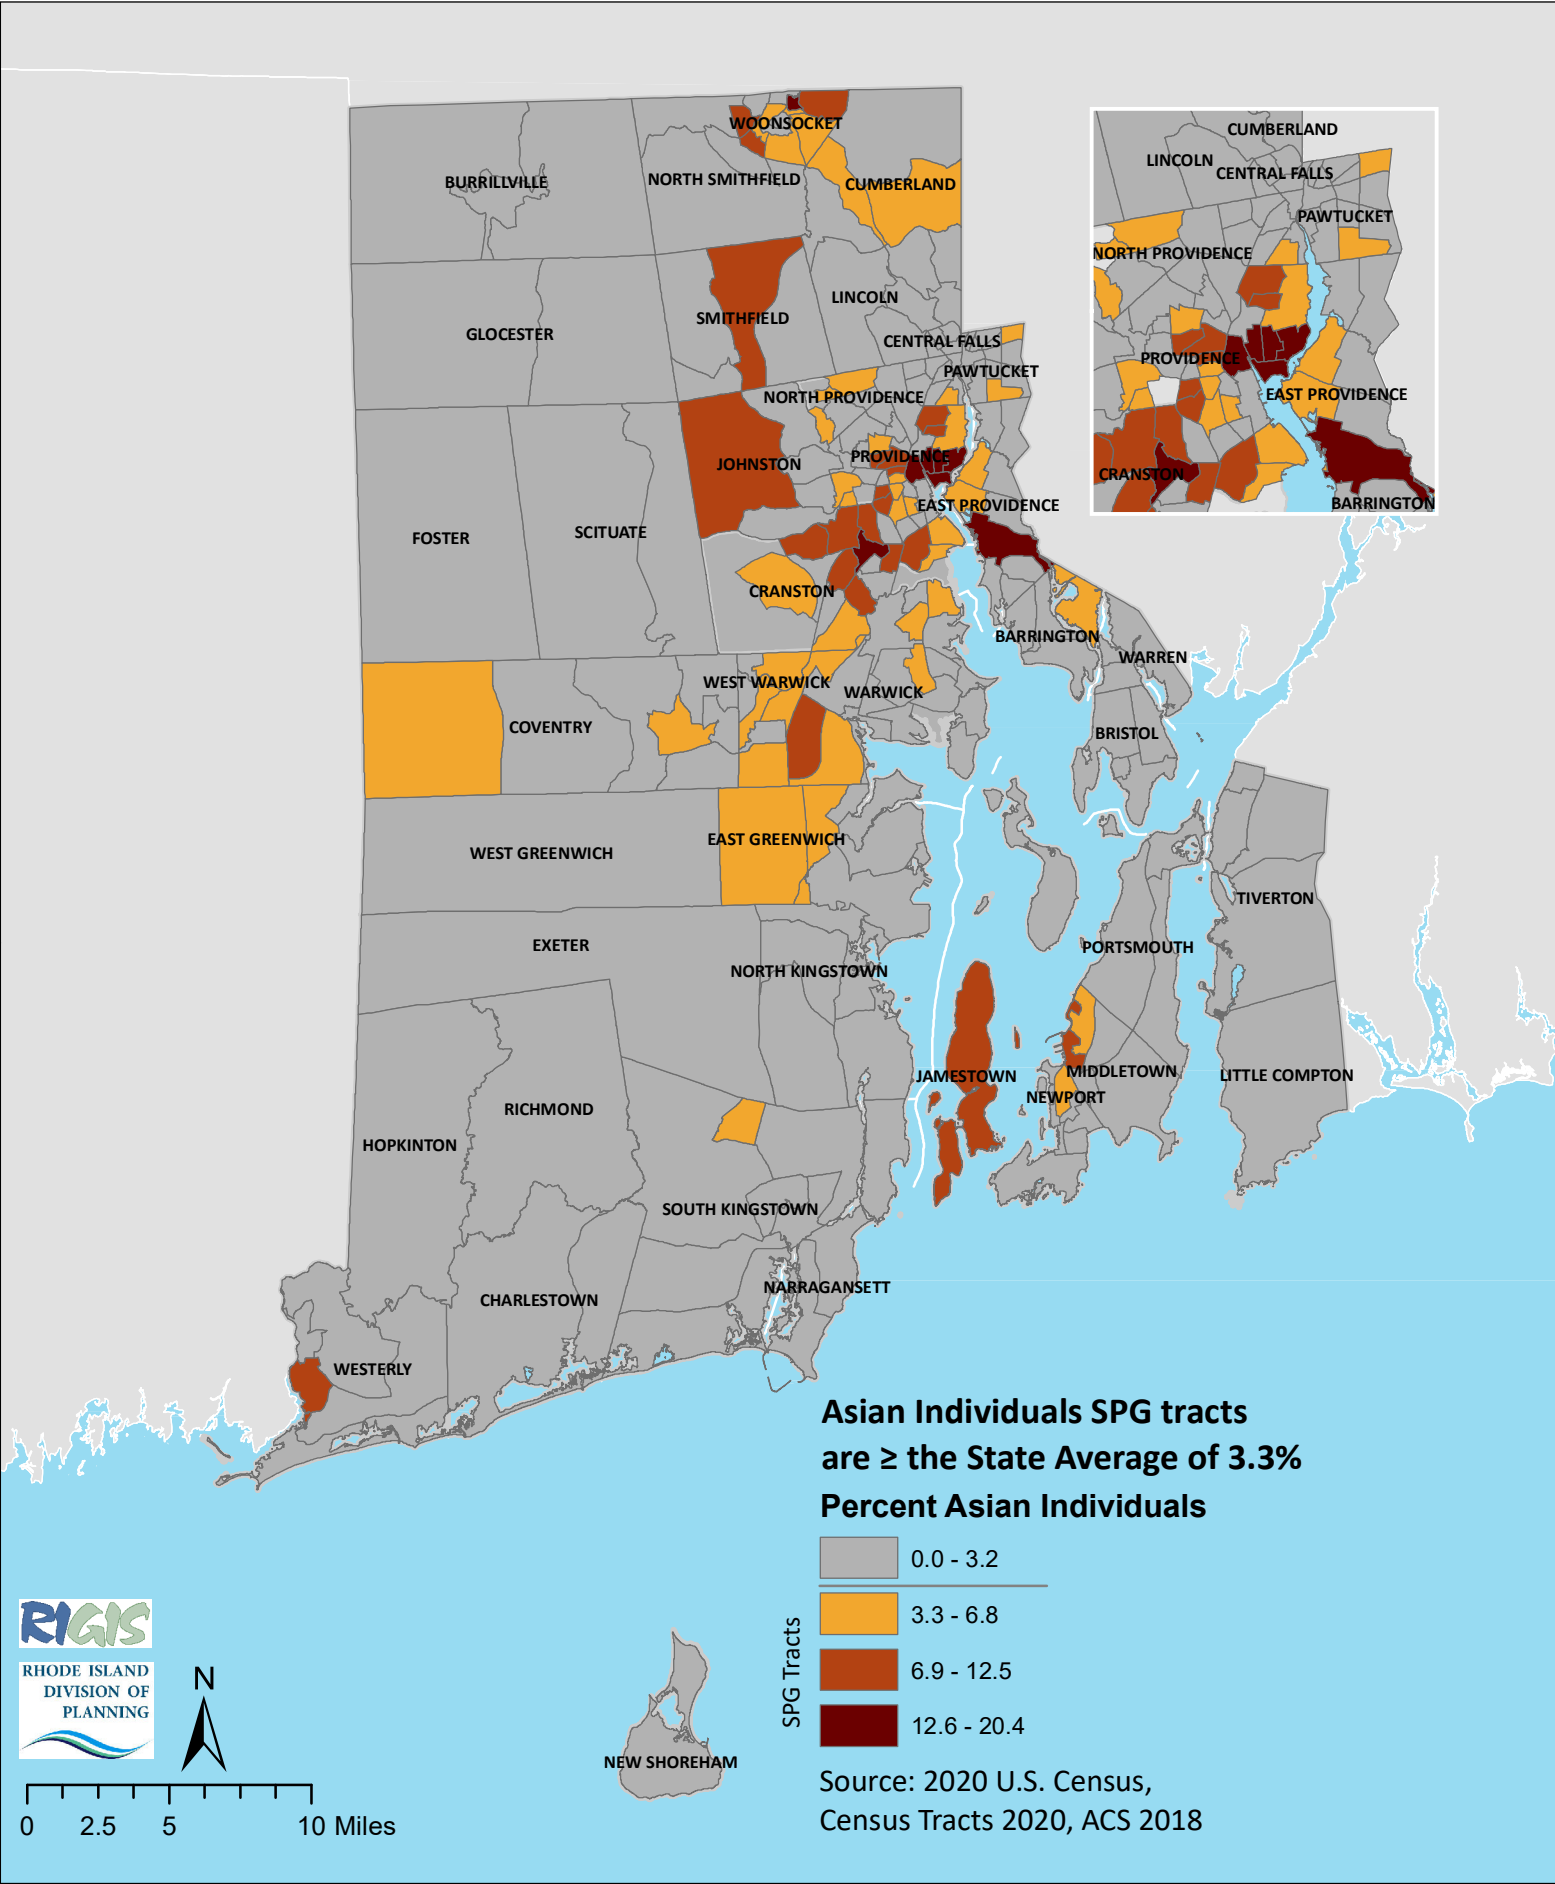 WOONSOCKET
BURRILLVILLE
NORTH SMITHFIELD
CUMBERLAND
LINCOLN
SMITHFIELD
GLOCESTER
CENTRAL FALLS
PAWTUCKET
NORTH PROVIDENCE
PROVIDENCE
JOHNSTON
EAST PROVIDENCE
SCITUATE
FOSTER
CRANSTON
BARRINGTON
WARREN
WEST WARWICK
WARWICK
COVENTRY
BRISTOL
EAST GREENWICH
WEST GREENWICH
TIVERTON
EXETER
PORTSMOUTH
NORTH KINGSTOWN
JAMESTOWN
MIDDLETOWN
LITTLE COMPTON
NEWPORT
RICHMOND
HOPKINTON
SOUTH KINGSTOWN
NARRAGANSETT
CHARLESTOWN
WESTERLY
NEW SHOREHAM
CUMBERLAND
LINCOLN
CENTRAL FALLS
PAWTUCKET
NORTH PROVIDENCE
PROVIDENCE
EAST PROVIDENCE
CRANSTON
BARRINGTON
Asian Individuals SPG tracts
are ≥ the State Average of 3.3%
Percent Asian Individuals
0.0 - 3.2
3.3 - 6.8
6.9 - 12.5
12.6 - 20.4
SPG Tracts
Source: 2020 U.S. Census,
Census Tracts 2020, ACS 2018
RIGIS
RHODE ISLAND
DIVISION OF
PLANNING
N
0 2.5 5 10 Miles